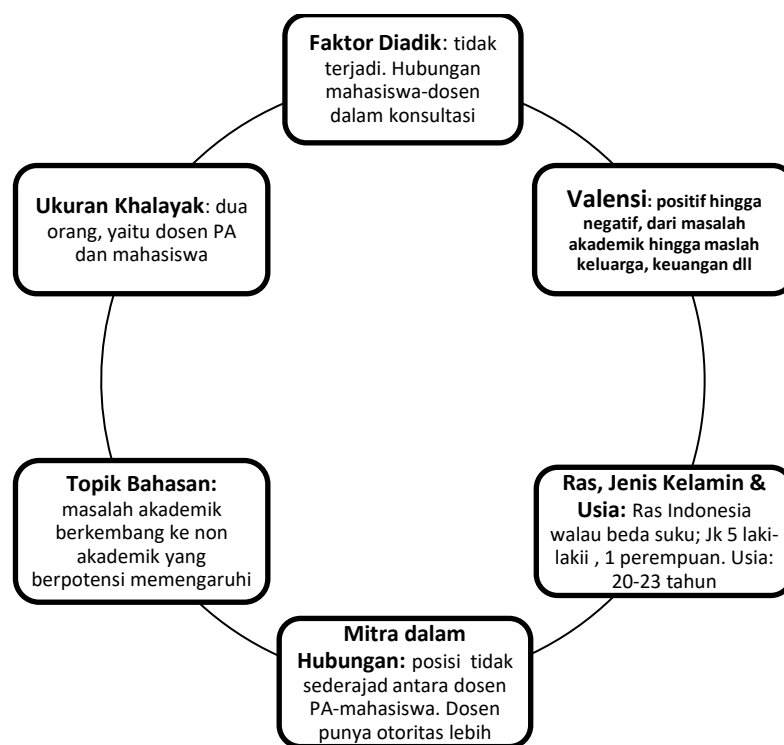 Faktor Diadik: tidak
terjadi. Hubungan
mahasiswa-dosen
dalam konsultasi
Valensi: positif hingga
negatif, dari masalah
akademik hingga maslah
keluarga, keuangan dll
Ras, Jenis Kelamin &
Usia: Ras Indonesia
walau beda suku; Jk 5 laki-
lakii , 1 perempuan. Usia:
20-23 tahun
Mitra dalam
Hubungan: posisi tidak
sederajad antara dosen
PA-mahasiswa. Dosen
punya otoritas lebih
Topik Bahasan:
masalah akademik
berkembang ke non
akademik yang
berpotensi memengaruhi
Ukuran Khalayak: dua
orang, yaitu dosen PA
dan mahasiswa